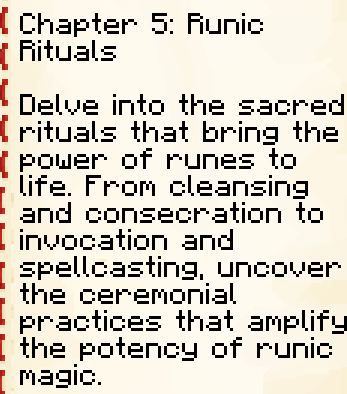 Chapter 5: Runic
Rituals
Delve into the sacred
rituals that bring the
power of runes to
life. From cleansing
and consecration to
invocation and
spellcasting, uncover
the ceremonial
practices that amplify
the potency of runic
magic.